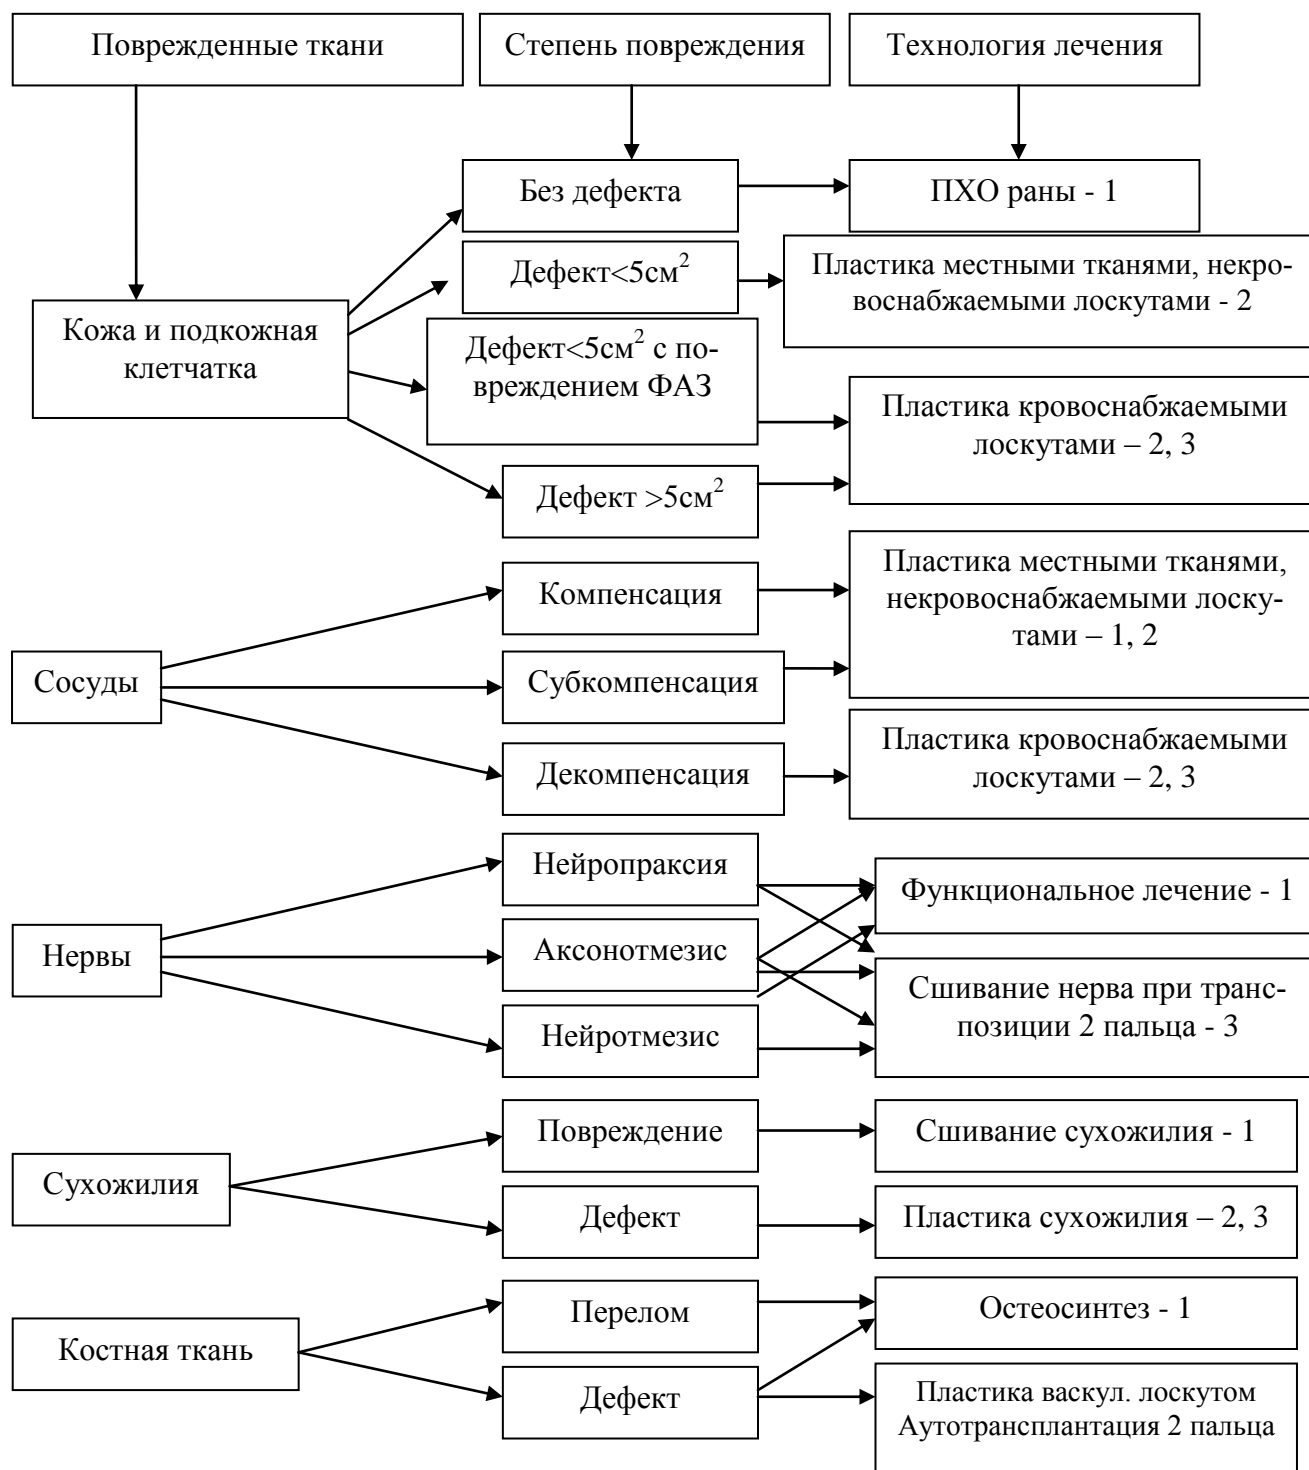 Поврежденные ткани
Степень повреждения
Технология лечения
Без дефекта
ПХО раны - 1
Дефект<5см²
Пластика местными тканями, некро-
воснабжаемыми лоскутами - 2
Кожа и подкожная
клетчатка
Дефект<5см² с по-
вреждением ФАЗ
Пластика кровоснабжаемыми
лоскутами – 2, 3
Дефект >5см²
Сосуды
Компенсация
Пластика местными тканями,
некровоснабжаемыми лоску-
тами – 1, 2
Субкомпенсация
Декомпенсация
Пластика кровоснабжаемыми
лоскутами – 2, 3
Нервы
Нейропраксия
Функциональное лечение - 1
Аксонотмезис
Сшивание нерва при транс-
позиции 2 пальца - 3
Нейротмезис
Сухожилия
Повреждение
Сшивание сухожилия - 1
Дефект
Пластика сухожилия – 2, 3
Костная ткань
Перелом
Остеосинтез - 1
Дефект
Пластика васкул. лоскутом
Аутотрансплантация 2 пальца